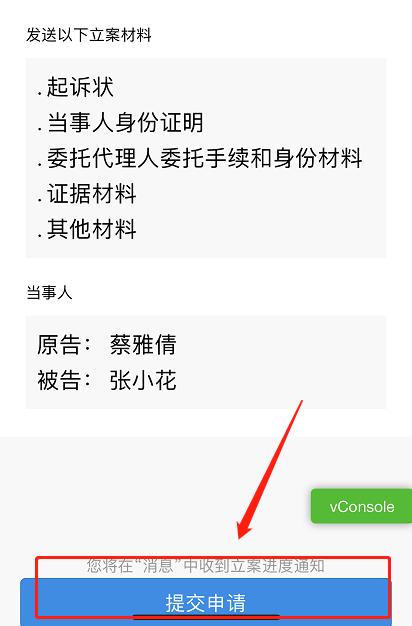 发送以下立案材料
.起诉状
.当事人身份证明
.委托代理人委托手续和身份材料
.证据材料
.其他材料
当事人
原告： 蔡雅倩
被告： 张小花
vConsole
您将在“消息”中收到立案进度通知
提交申请